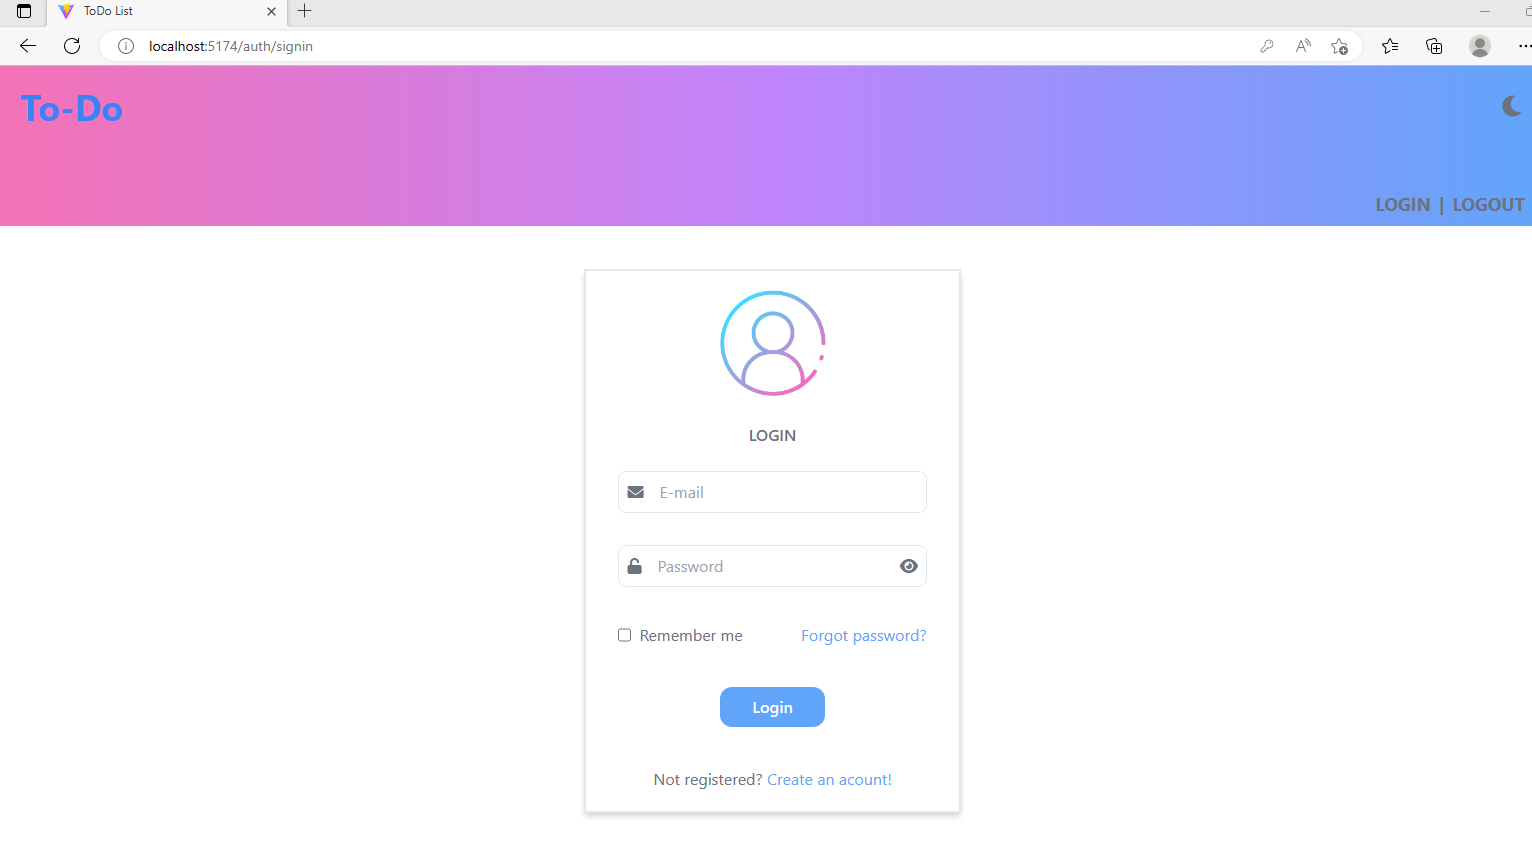 ToDo List
localhost:5174/auth/signin
To-Do
LOGIN | LOGOUT
LOGIN
E-mail
Password
Remember me
Forgot password?
Login
Not registered? Create an acount!